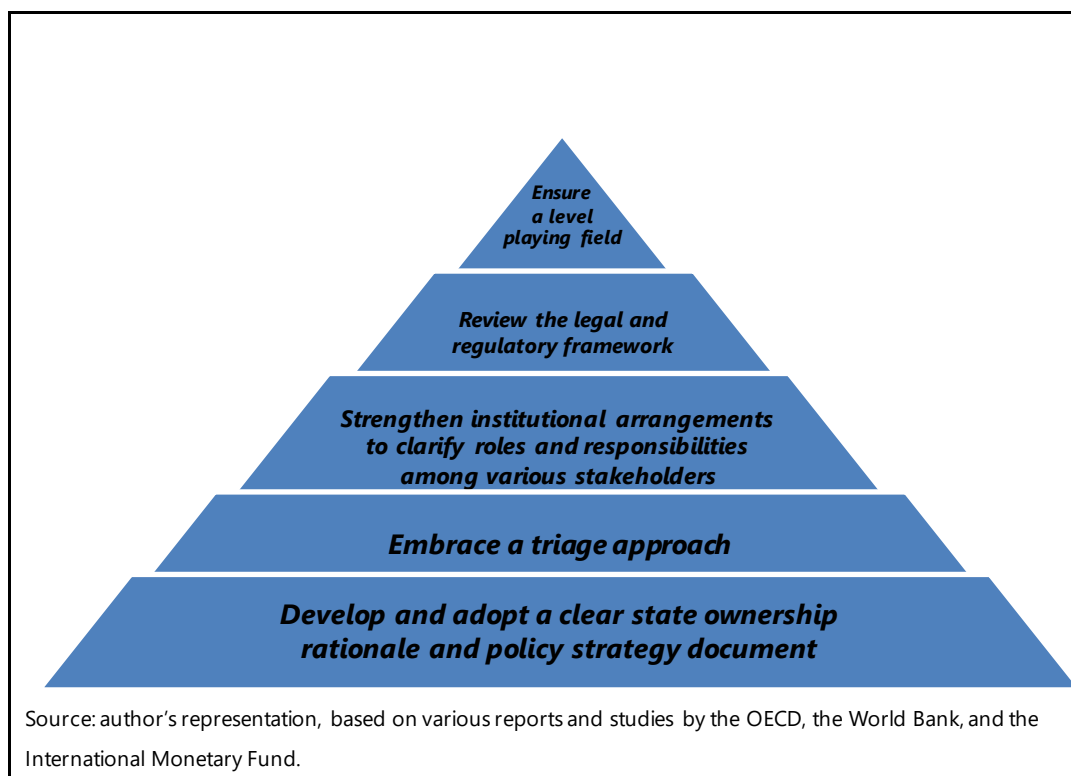 Ensure
a level
playing field
Review the legal and
regulatory framework
Strengthen institutional arrangements
to clarify roles and responsibilities
among various stakeholders
Embrace a triage approach
Develop and adopt a clear state ownership
rationale and policy strategy document
Source: author's representation, based on various reports and studies by the OECD, the World Bank, and the
International Monetary Fund.